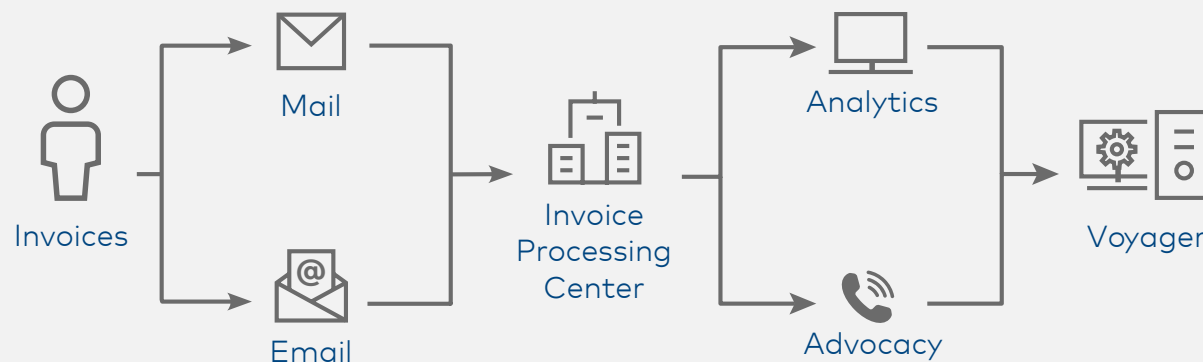 Invoices
Mail
@
Email
Invoice
Processing
Center
Analytics
Advocacy
Voyager